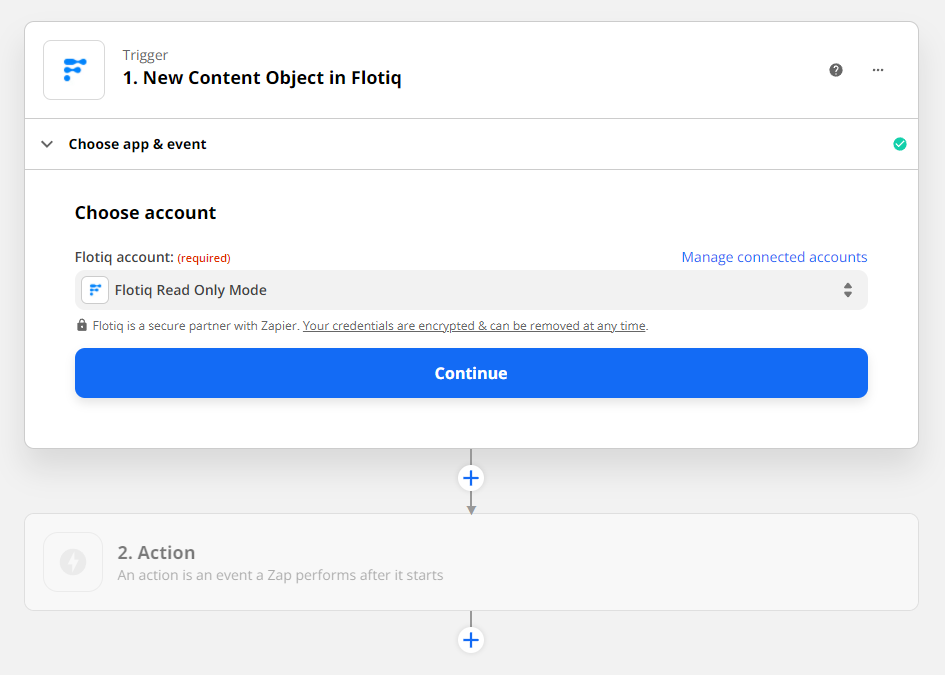 Trigger
1. New Content Object in Flotiq
Choose app & event
Choose account
Flotiq account: (required)
Manage connected accounts
Flotiq Read Only Mode
Flotiq is a secure partner with Zapier. Your credentials are encrypted & can be removed at any time.
Continue
2. Action
An action is an event a Zap performs after it starts